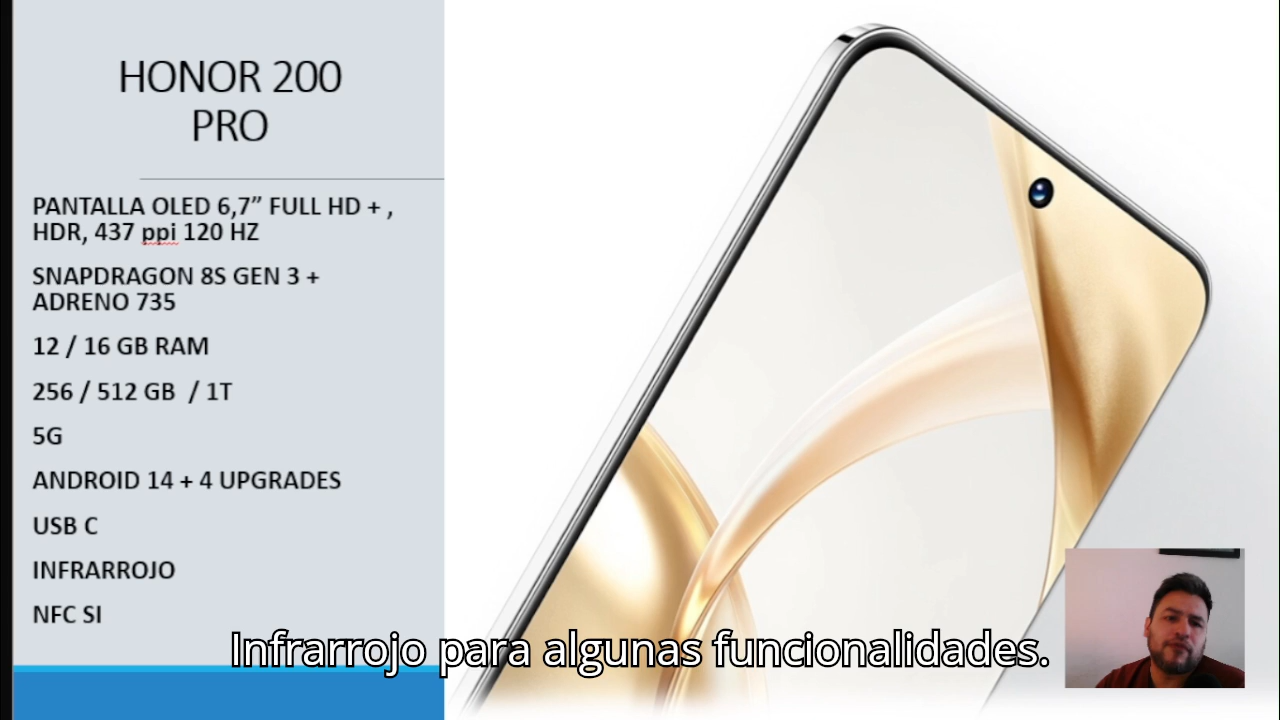 HONOR 200
PRO
PANTALLA OLED 6,7” FULL HD + ,
HDR, 437 ppi 120 HZ
SNAPDRAGON 8S GEN 3 +
ADRENO 735
12 / 16 GB RAM
256 / 512 GB / 1T
5G
ANDROID 14 + 4 UPGRADES
USB C
INFRARROJO
NFC SI
Infrarrojo para algunas funcionalidades.